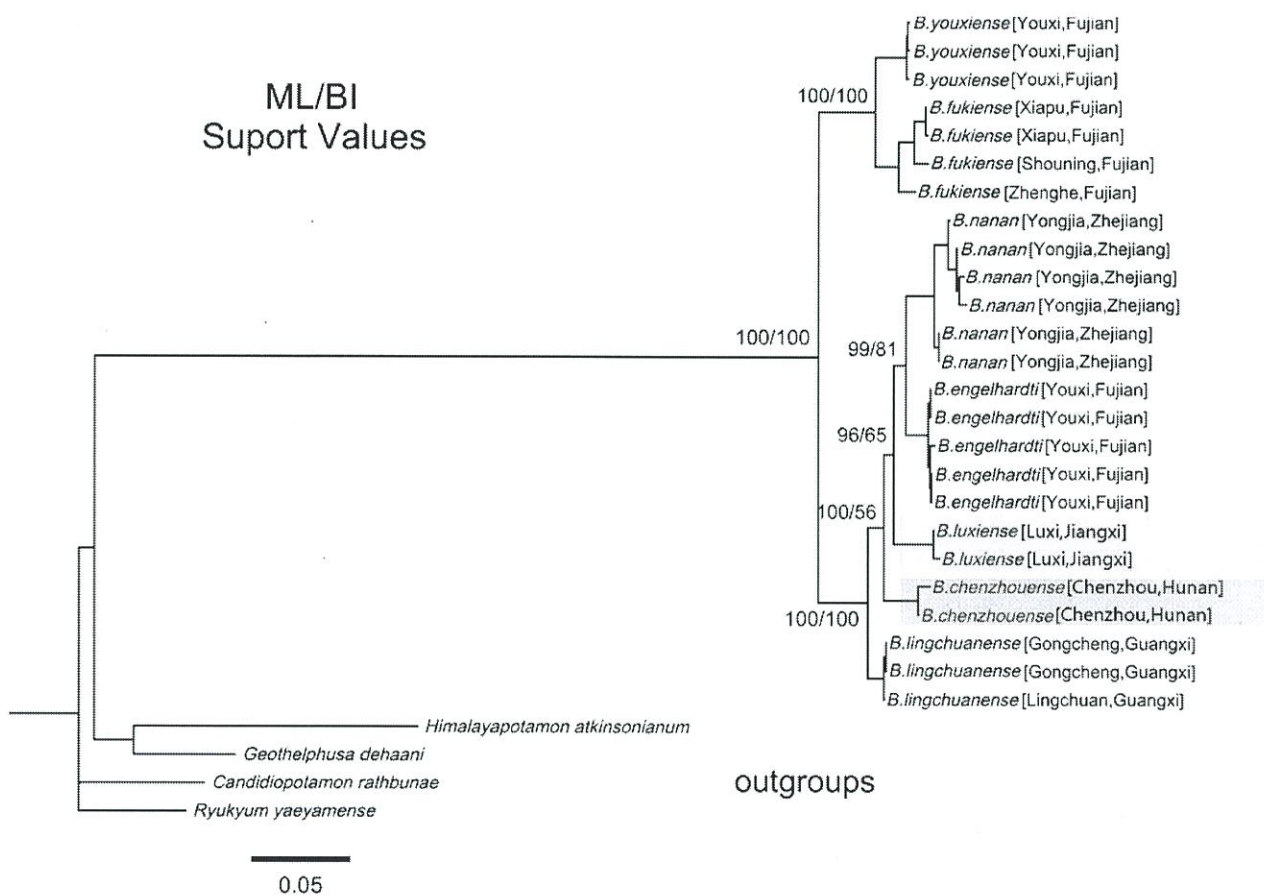 ML/BI
Suport Values
B.youxiense[Youxi,Fujian]
B.youxiense[Youxi,Fujian]
B.youxiense[Youxi,Fujian]
100/100
B.fukiense [Xiapu,Fujian]
B.fukiense [Xiapu,Fujian]
B.fukiense [Shouning,Fujian]
B.fukiense [Zhenghe,Fujian]
B.nanan [Yongjia,Zhejiang]
B.nanan [Yongjia,Zhejiang]
B.nanan [Yongjia,Zhejiang]
B.nanan [Yongjia,Zhejiang]
100/100
B.nanan [Yongjia,Zhejiang]
99/81
B.nanan [Yongjia,Zhejiang]
B.engelhardti[Youxi,Fujian]
B.engelhardti[Youxi,Fujian]
96/65
B.engelhardti[Youxi,Fujian]
B.engelhardti[Youxi,Fujian]
B.engelhardti[Youxi,Fujian]
100/56
B.luxiense [Luxi,Jiangxi]
B.luxiense [Luxi,Jiangxi]
B.chenzhouense[Chenzhou,Hunan]
B.chenzhouense[Chenzhou,Hunan]
100/100
B.lingchuanense [Gongcheng,Guangxi]
B.lingchuanense [Gongcheng,Guangxi]
B.lingchuanense [Lingchuan,Guangxi]
Himalayapotamon atkinsonianum
Geothelphusa dehaani
Candidiopotamon rathbunae
outgroups
Ryukyum yaeyamense
0.05